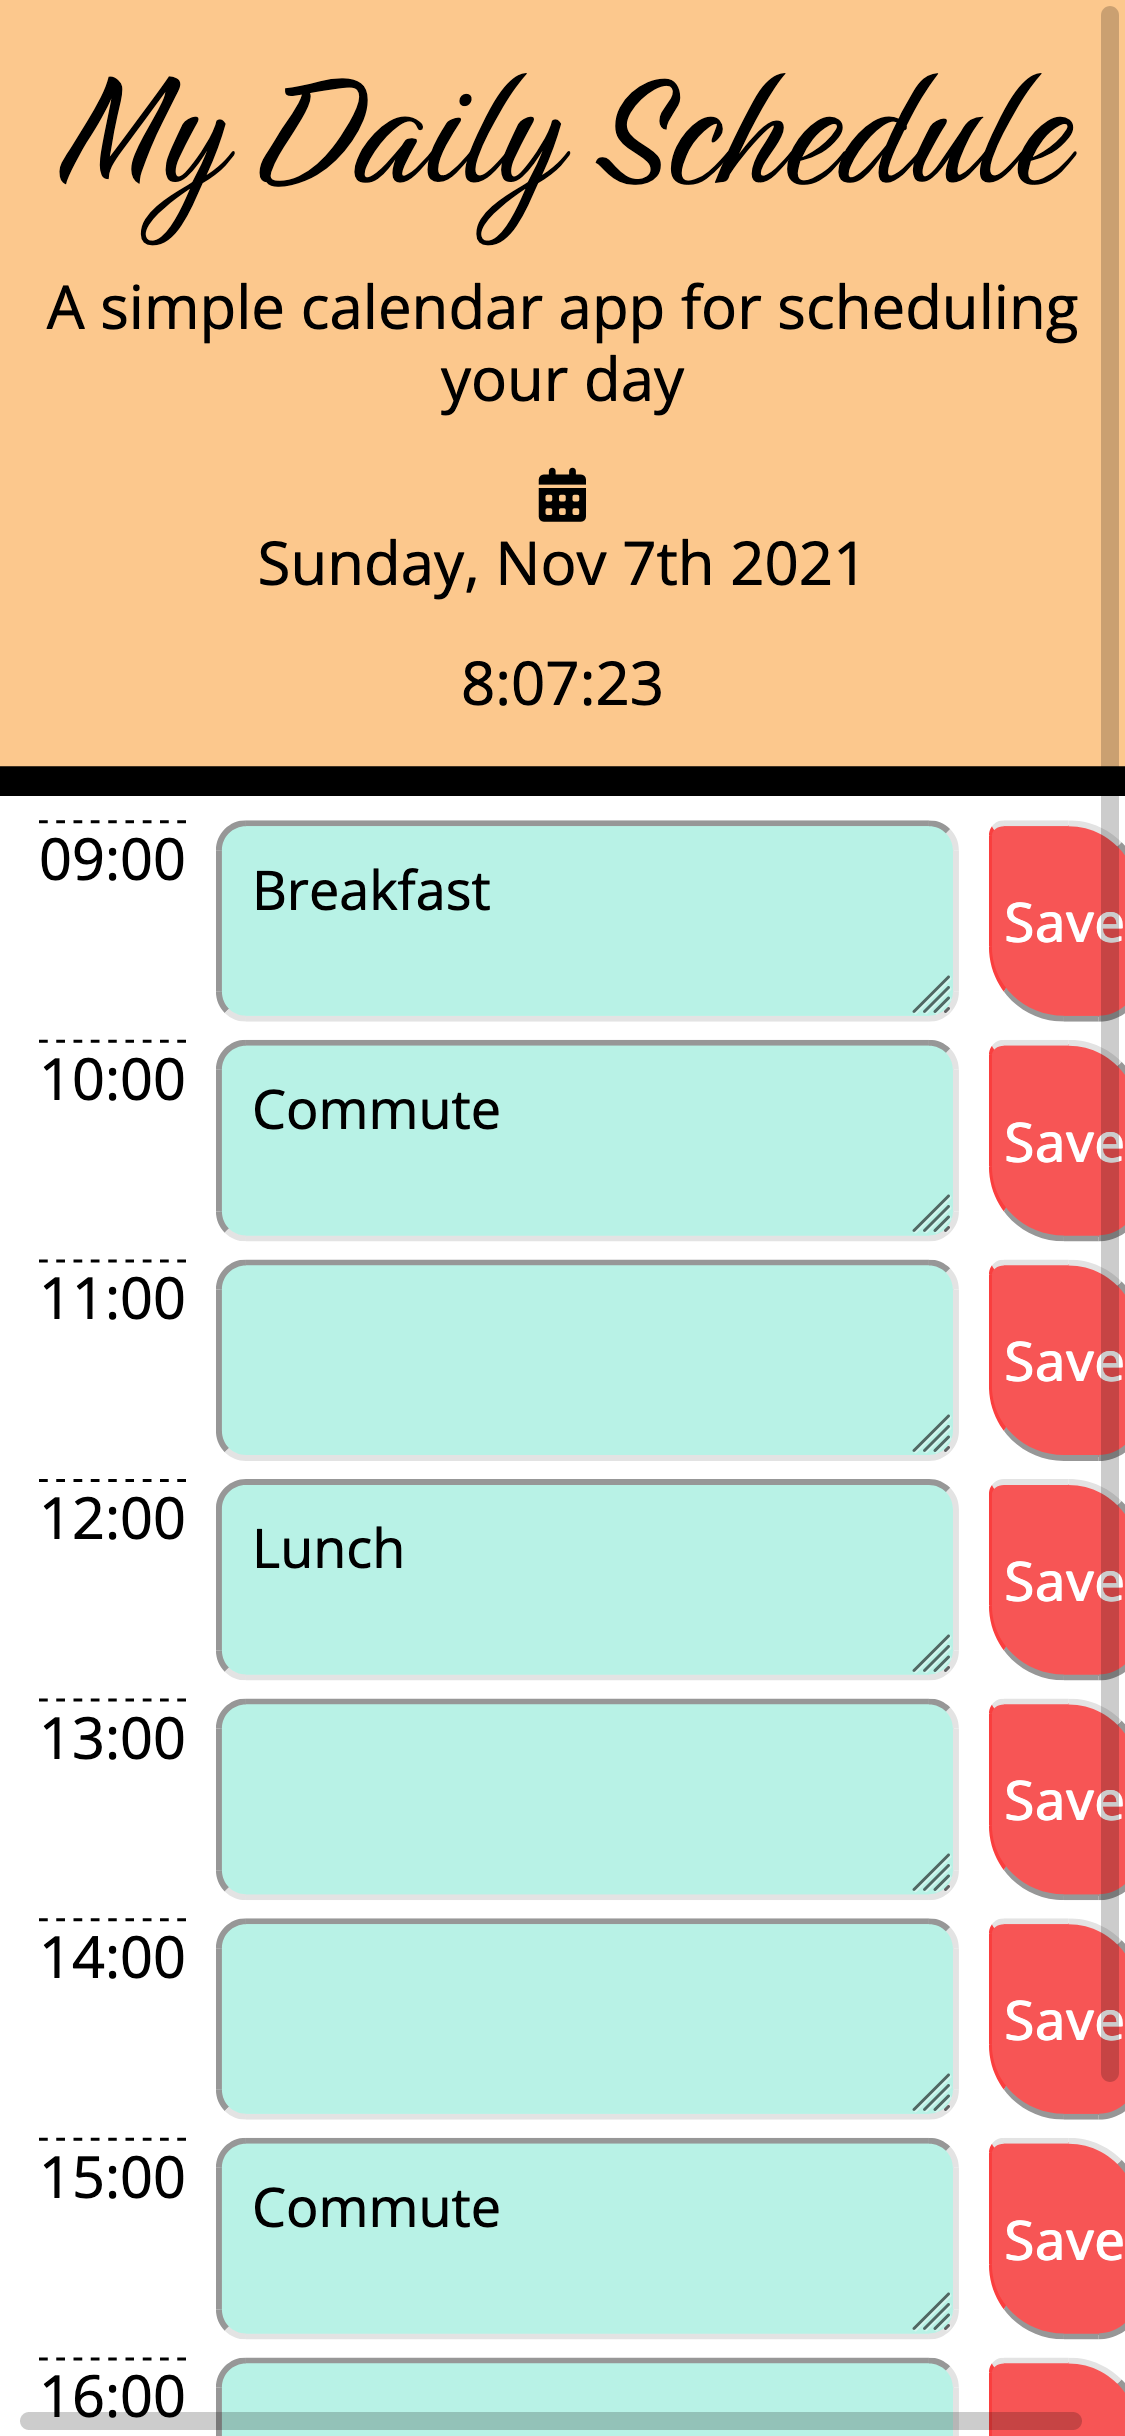 My Daily Schedule
A simple calendar app for scheduling
your day
Sunday, Nov 7th 2021
8:07:23
09:00
Breakfast
Save
10:00
Commute
Save
11:00
Save
12:00
Lunch
Save
13:00
Save
14:00
Save
15:00
Commute
Save
16:00